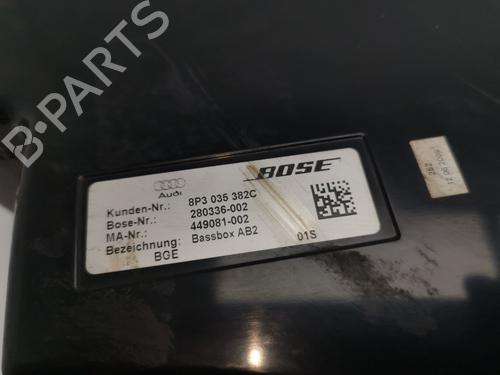 B-PARTS
Audi
BOSE
Kunden-Nr.: 8P3 035 382C
Bose-Nr.: 280336-002
MA-Nr.: 449081-002
Bezeichnung: Bassbox AB2
BGE 01S